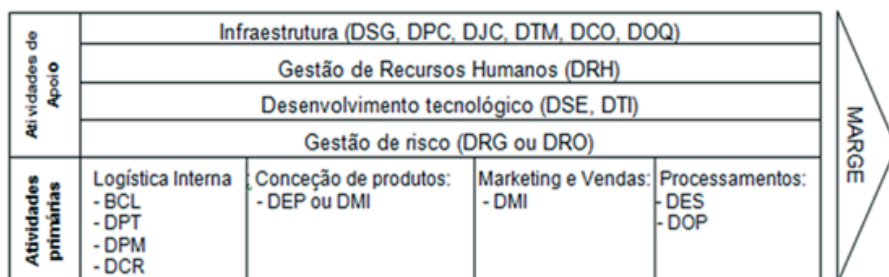 Atividades de
Apoio
Infraestrutura (DSG, DPC, DJC, DTM, DCO, DOQ)
Gestão de Recursos Humanos (DRH)
Desenvolvimento tecnológico (DSE, DTI)
Gestão de risco (DRG ou DRO)
MARGE
Atividades
primárias
Logística Interna
- BCL
- DPT
- DPM
- DCR
Conceção de produtos:
- DEP ou DMI
Marketing e Vendas:
- DMI
Processamentos:
- DES
- DOP